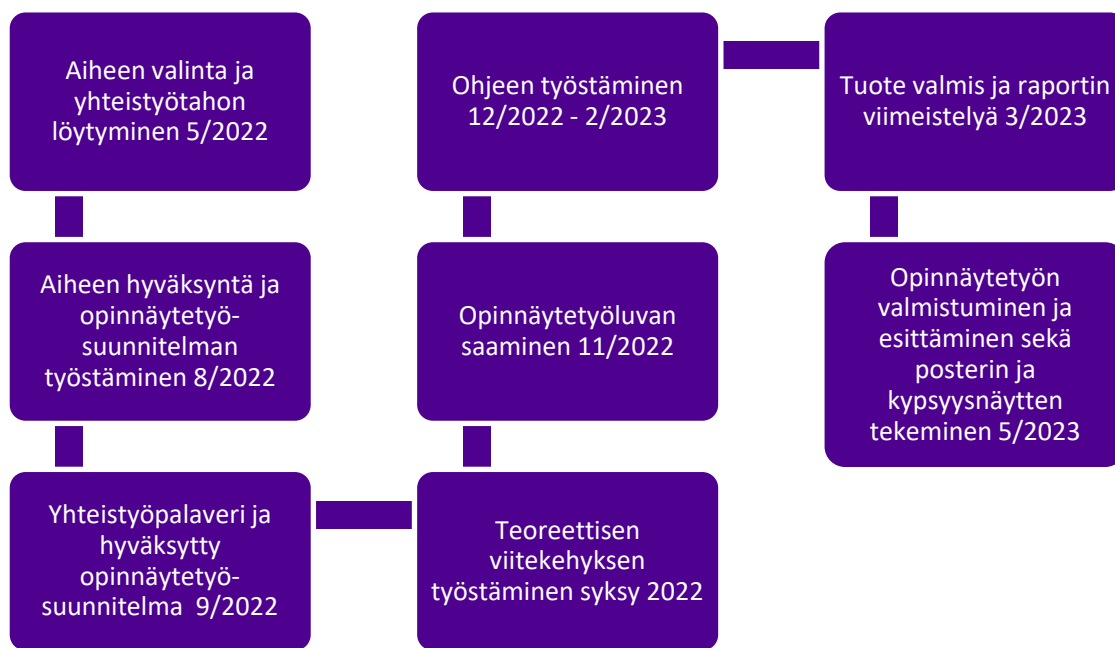 Aiheen valinta ja
yhteistyötahon
löytyminen 5/2022
Aiheen hyväksyntä ja
opinnäytetyö-
suunnitelman
työstäminen 8/2022
Yhteistyöpalaveri ja
hyväksytty
opinnäytetyö-
suunnitelma 9/2022
Teoreettisen
viitekehyksen
työstäminen syksy 2022
Opinnäytetyöluvan
saaminen 11/2022
Ohjeen työstäminen
12/2022 - 2/2023
Tuote valmis ja raportin
viimeistelyä 3/2023
Opinnäytetyön
valmistuminen ja
esittäminen sekä
posterin ja
kypsyysnäytten
tekeminen 5/2023